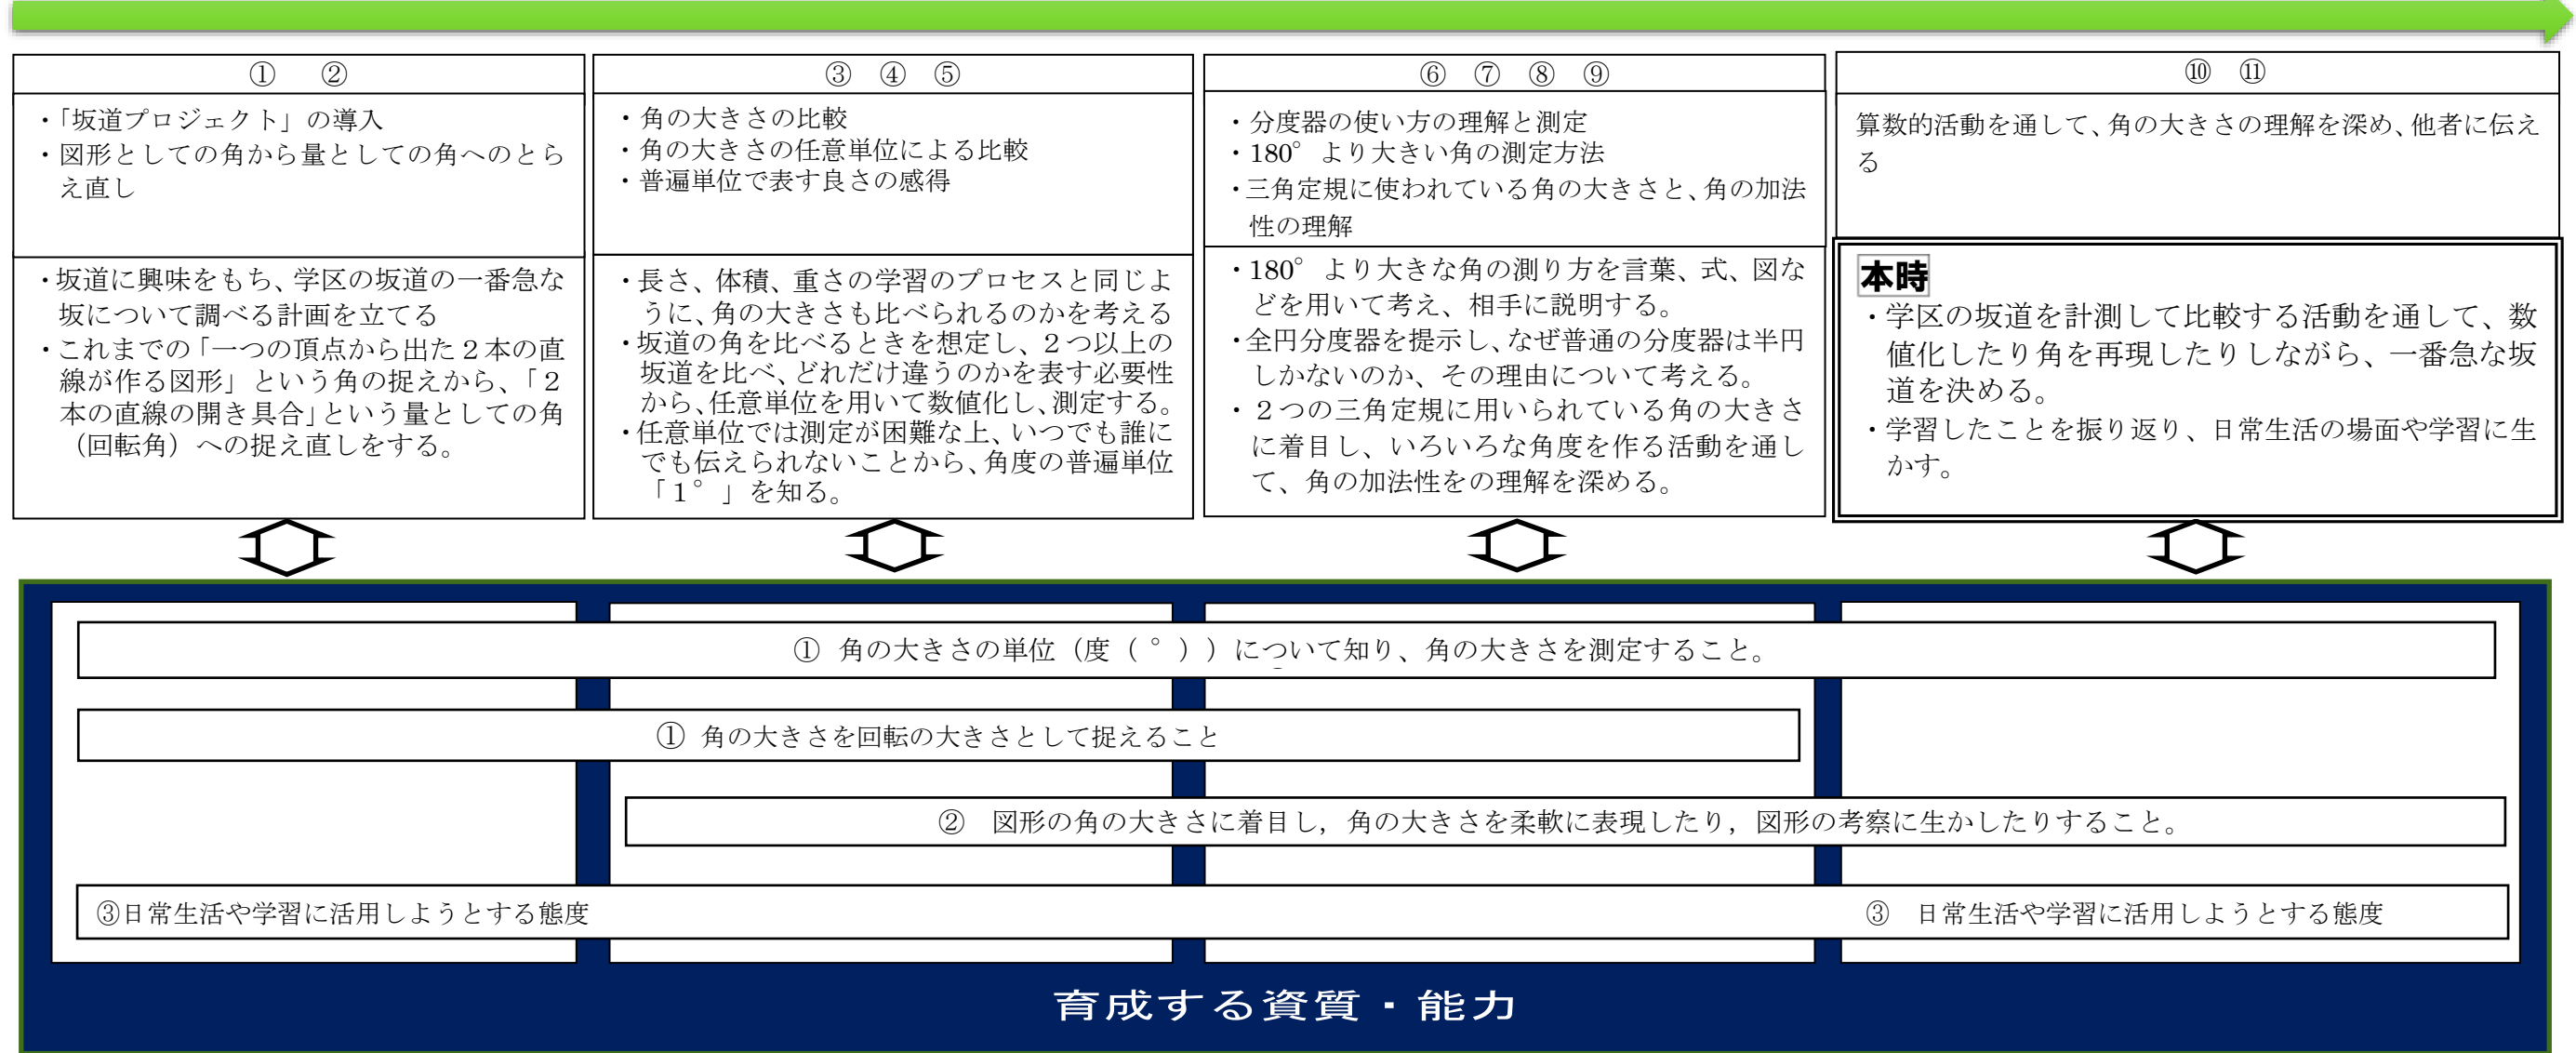 ① ②
・「坂道プロジェクト」の導入
・図形としての角から量としての角へのとら
え直し
・坂道に興味をもち、学区の坂道の一番急な
坂について調べる計画を立てる
・これまでの「一つの頂点から出た２本の直
線が作る図形」という角の捉えから、「２
本の直線の開き具合」という量としての角
（回転角）への捉え直しをする。
③ ④ ⑤
・角の大きさの比較
・角の大きさの任意単位による比較
・普遍単位で表す良さの感得
・長さ、体積、重さの学習のプロセスと同じよ
うに、角の大きさも比べられるのかを考える
・坂道の角を比べるときを想定し、２つ以上の
坂道を比べ、どれだけ違うのかを表す必要性
から、任意単位を用いて数値化し、測定する。
・任意単位では測定が困難な上、いつでも誰に
でも伝えられないことから、角度の普遍単位
「１°」を知る。
⑥ ⑦ ⑧ ⑨
・分度器の使い方の理解と測定
・180°より大きい角の測定方法
・三角定規に使われている角の大きさと、角の加法
性の理解
・180°より大きな角の測り方を言葉、式、図な
どを用いて考え、相手に説明する。
・全円分度器を提示し、なぜ普通の分度器は半円
しかないのか、その理由について考える。
・２つの三角定規に用いられている角の大きさ
に着目し、いろいろな角度を作る活動を通し
て、角の加法性をの理解を深める。
⑩ ⑪
算数的活動を通して、角の大きさの理解を深め、他者に伝え
る
本時
・学区の坂道を計測して比較する活動を通して、数
値化したり角を再現したりしながら、一番急な坂
道を決める。
・学習したことを振り返り、日常生活の場面や学習に生
かす。
① 角の大きさの単位（度（ °））について知り、角の大きさを測定すること。
① 角の大きさを回転の大きさとして捉えること
② 図形の角の大きさに着目し，角の大きさを柔軟に表現したり，図形の考察に生かしたりすること。
③日常生活や学習に活用しようとする態度
③ 日常生活や学習に活用しようとする態度
育成する資質・能力